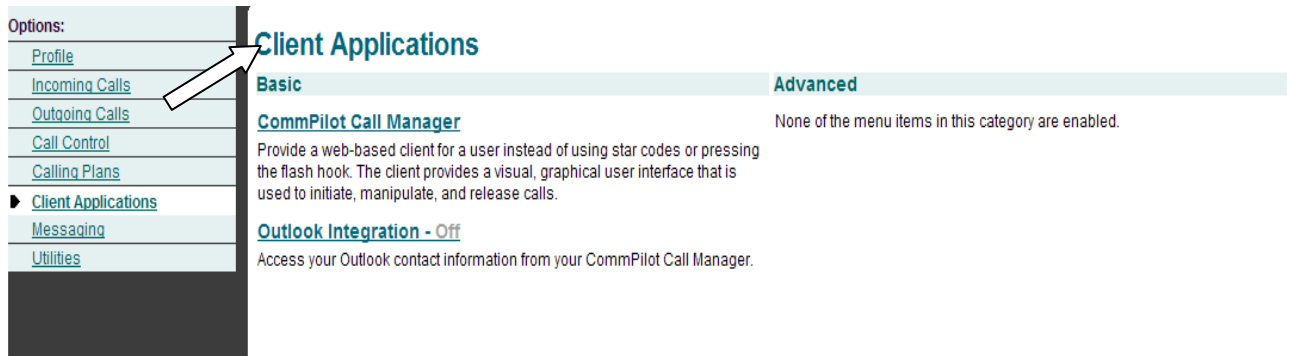 Options:
Profile
Incoming Calls
Outgoing Calls
Call Control
Calling Plans
Client Applications
Messaging
Utilities
Client Applications
Basic
CommPilot Call Manager
Provide a web-based client for a user instead of using star codes or pressing
the flash hook. The client provides a visual, graphical user interface that is
used to initiate, manipulate, and release calls.
Outlook Integration - Off
Access your Outlook contact information from your CommPilot Call Manager.
Advanced
None of the menu items in this category are enabled.